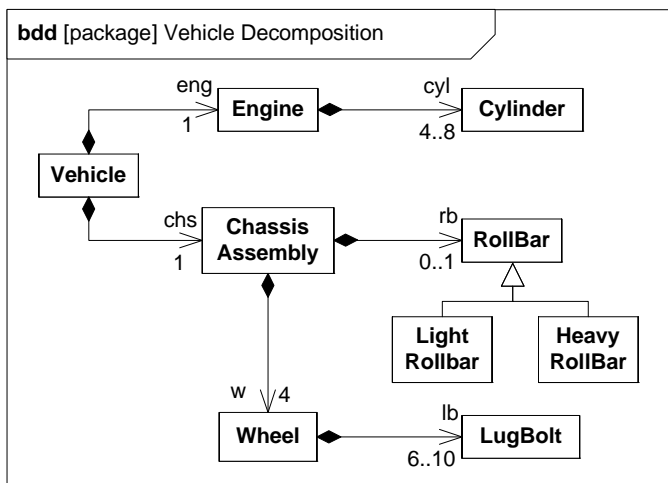 bdd [package] Vehicle Decomposition
eng
1
Engine
cyl
4..8
Cylinder
Vehicle
chs
1
Chassis
Assembly
rb
0..1
RollBar
Light
Rollbar
Heavy
RollBar
w
4
Wheel
lb
6..10
LugBolt